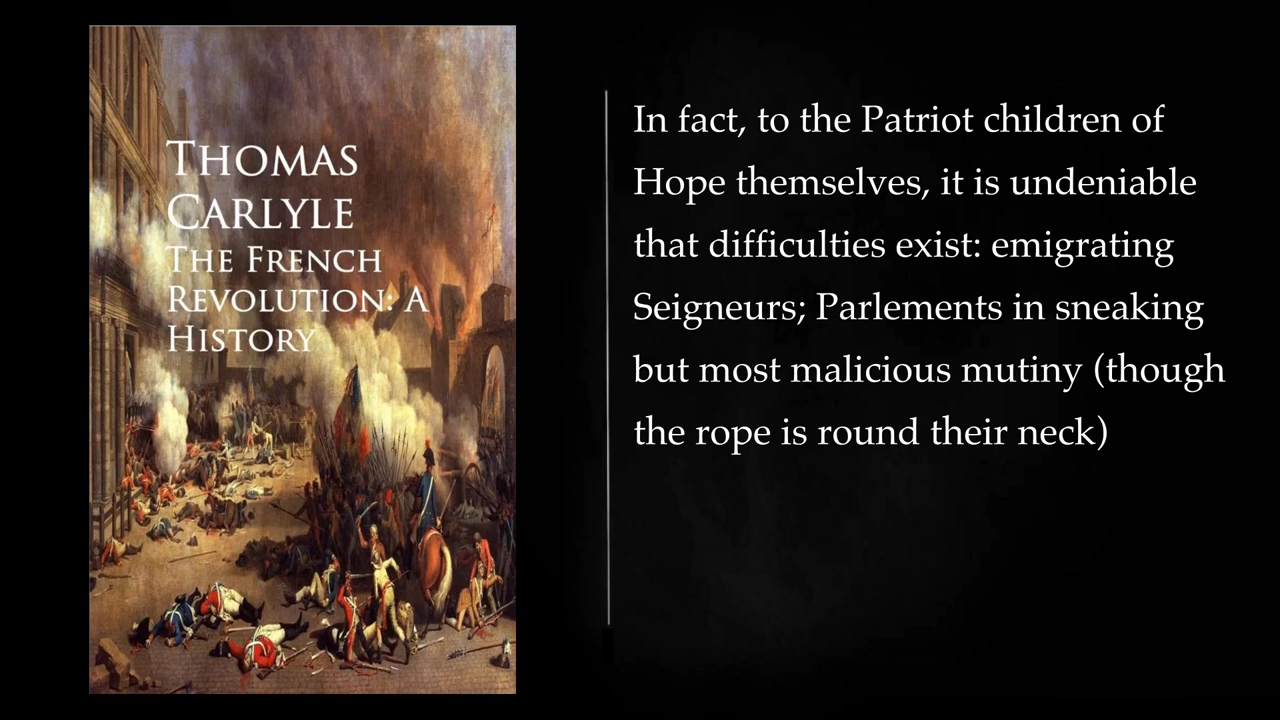 THOMAS
CARLYLE
THE FRENCH
REVOLUTION: A
HISTORY
In fact, to the Patriot children of
Hope themselves, it is undeniable
that difficulties exist: emigrating
Seigneurs; Parlements in sneaking
but most malicious mutiny (though
the rope is round their neck)